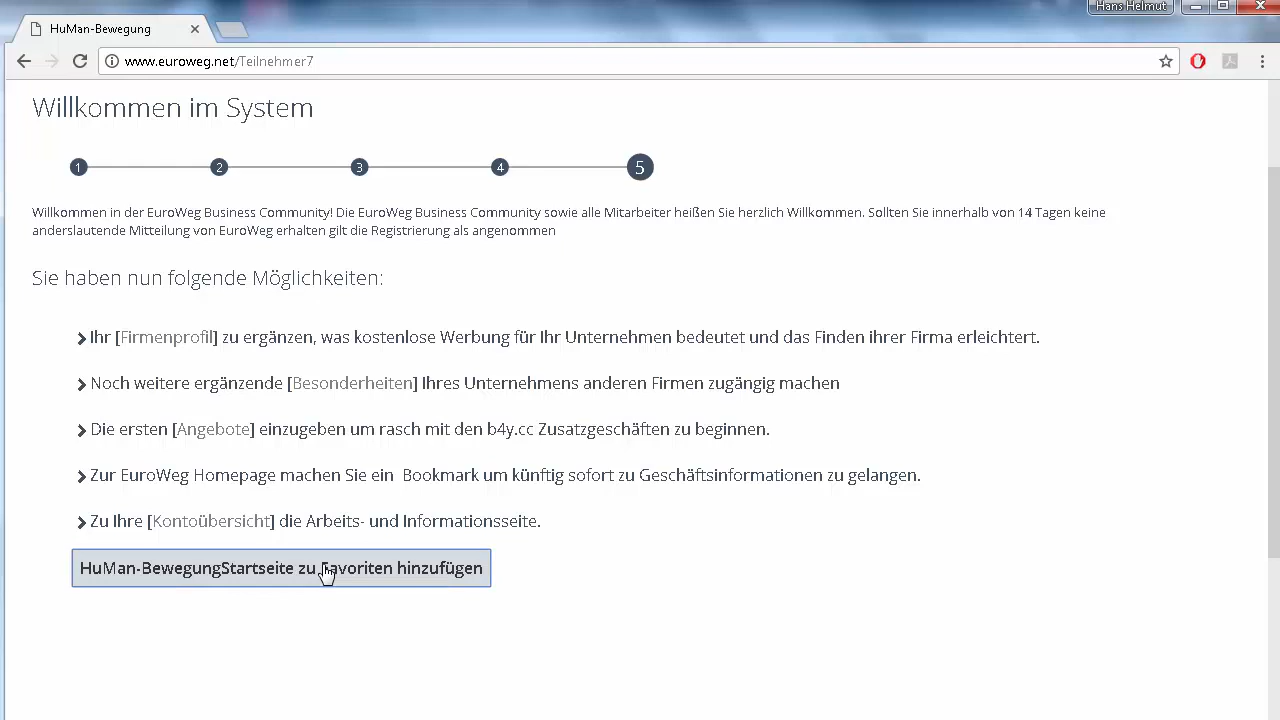 Hans Helmut
HuMan-Bewegung
www.euroweg.net/Teilnehmer7
Willkommen im System
1 2 3 4 5
Willkommen in der EuroWeg Business Community! Die EuroWeg Business Community sowie alle Mitarbeiter heißen Sie herzlich Willkommen. Sollten Sie innerhalb von 14 Tagen keine
anderslautende Mitteilung von EuroWeg erhalten gilt die Registrierung als angenommen
Sie haben nun folgende Möglichkeiten:
Ihr [Firmenprofil] zu ergänzen, was kostenlose Werbung für Ihr Unternehmen bedeutet und das Finden ihrer Firma erleichtert.
Noch weitere ergänzende [Besonderheiten] Ihres Unternehmens anderen Firmen zugängig machen
Die ersten [Angebote] einzugeben um rasch mit den b4y.cc Zusatzgeschäften zu beginnen.
Zur EuroWeg Homepage machen Sie ein Bookmark um künftig sofort zu Geschäftsinformationen zu gelangen.
Zu Ihre [Kontoübersicht] die Arbeits- und Informationsseite.
HuMan-BewegungStartseite zu Favoriten hinzufügen